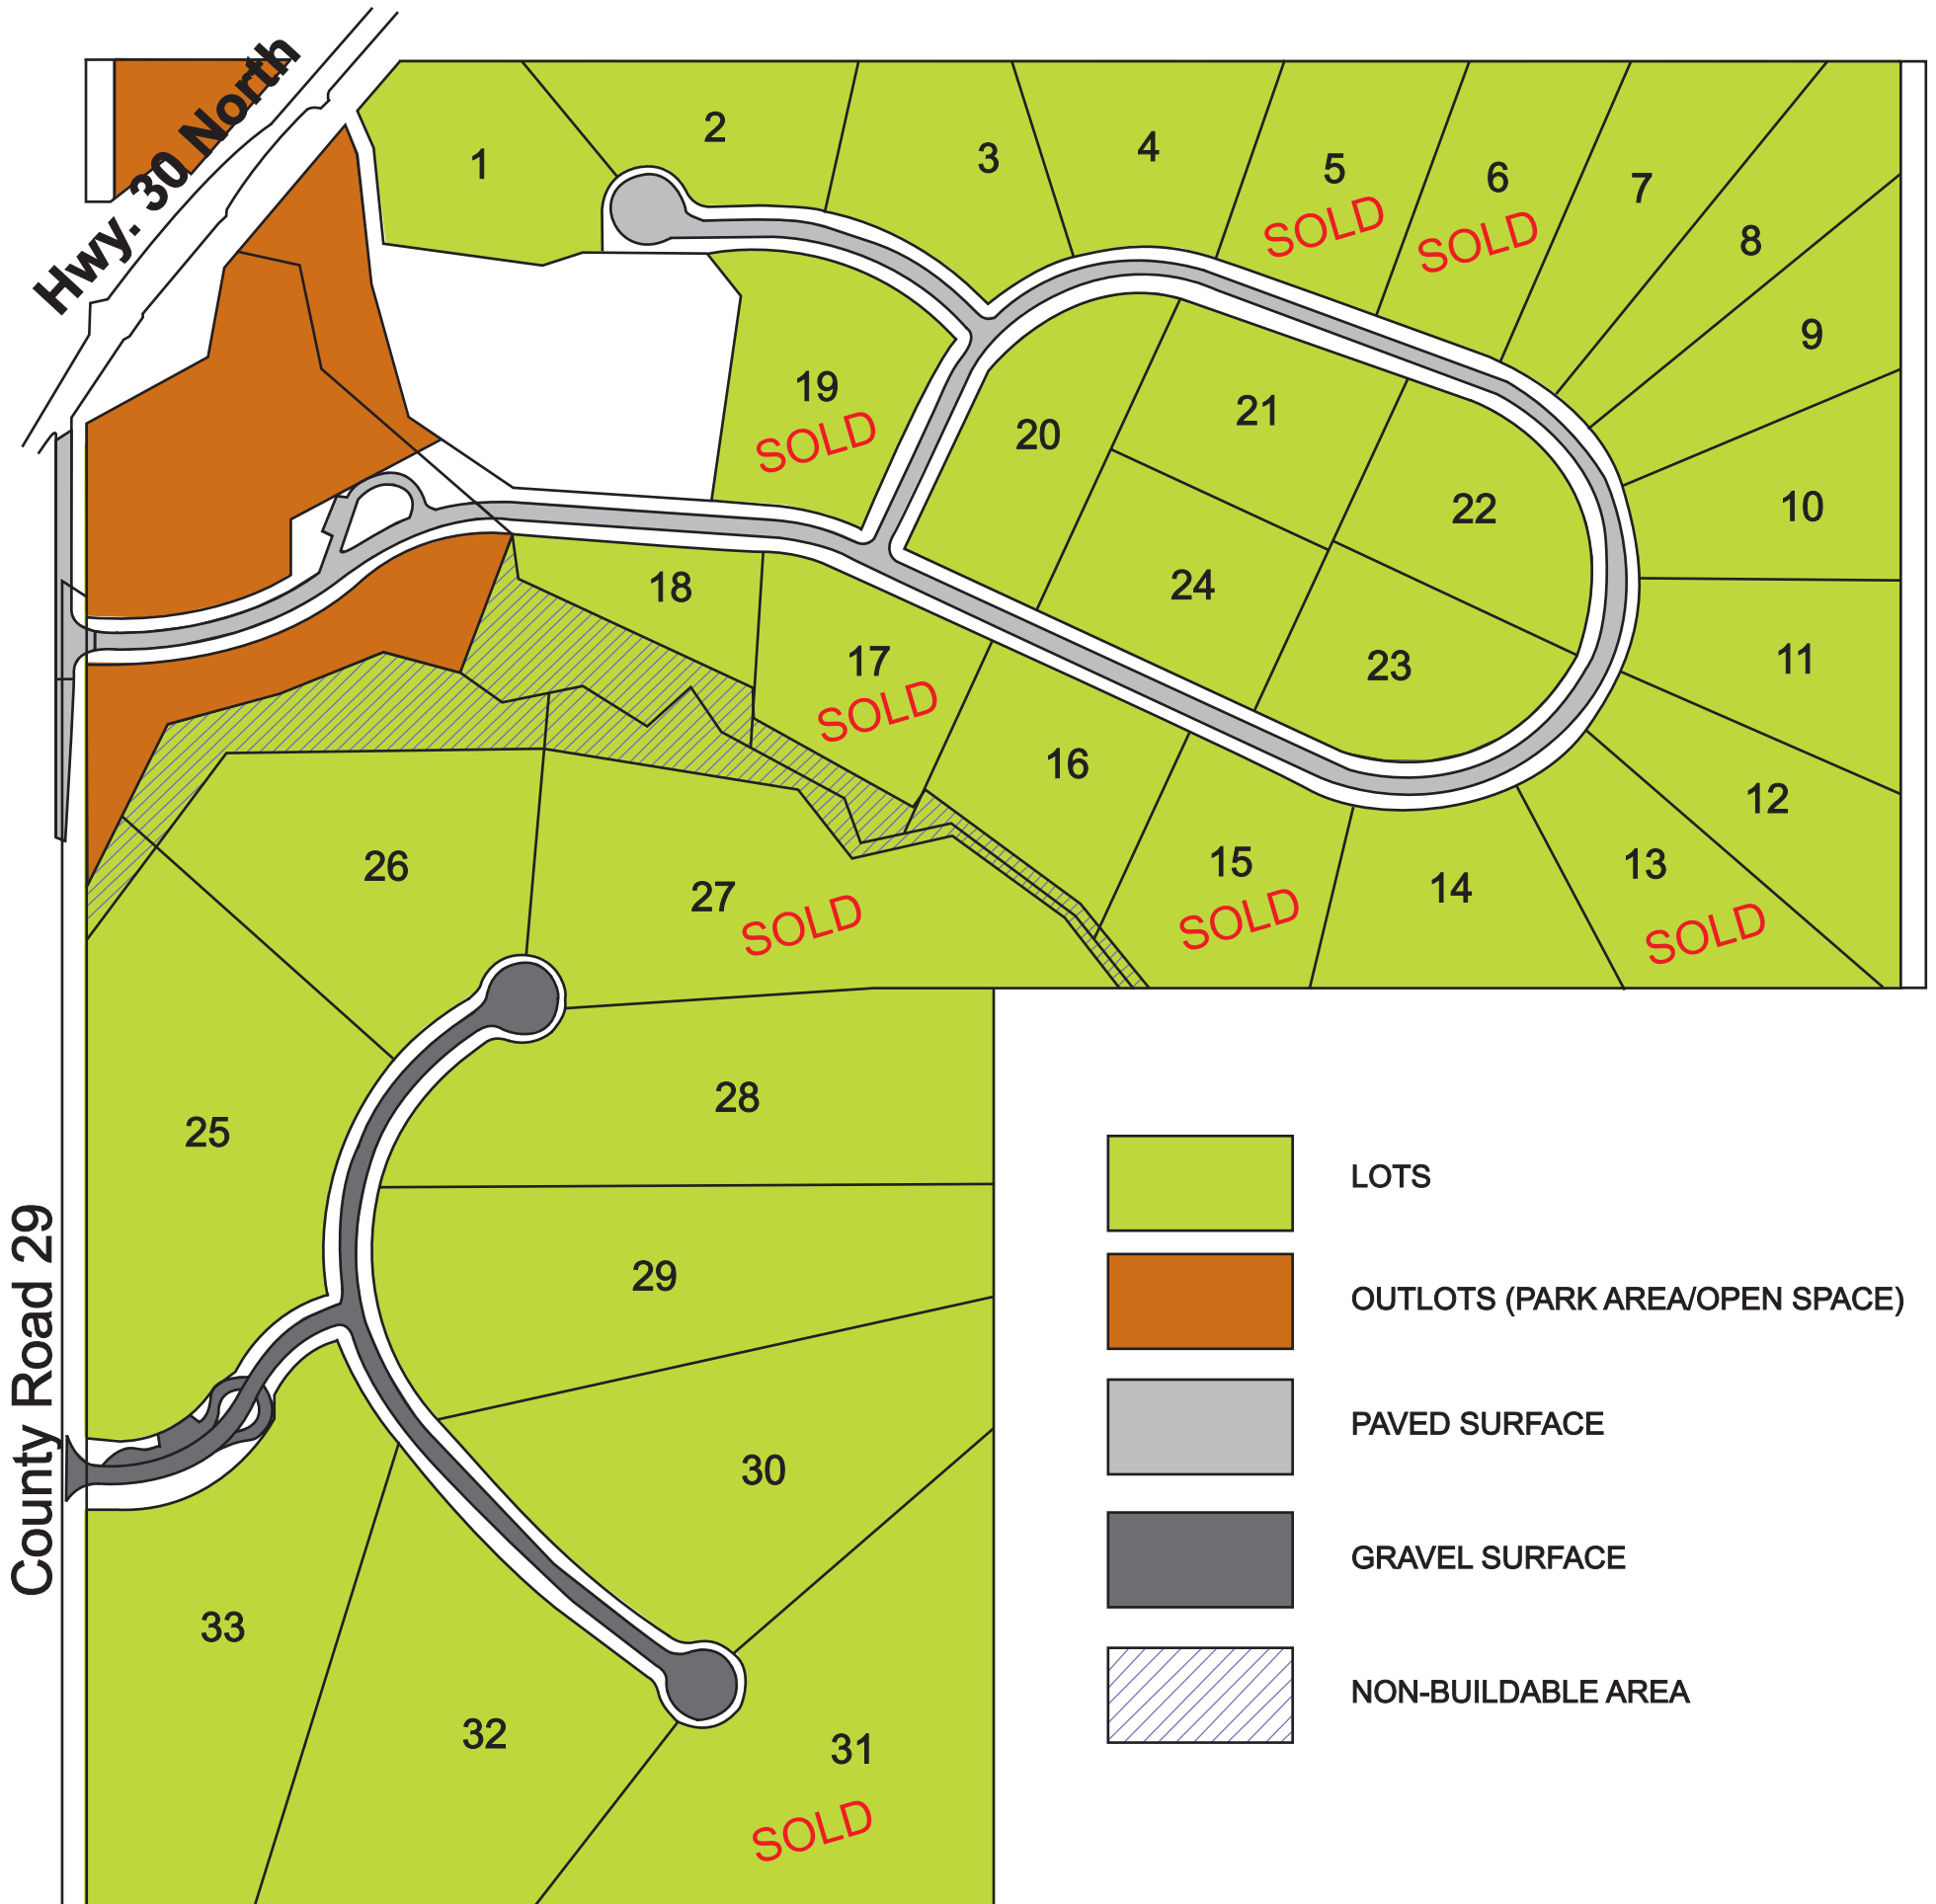 Hwy. 30 North
1
2
3
4
5
SOLD
6
SOLD
7
8
9
10
11
12
13
SOLD
14
15
SOLD
16
17
SOLD
18
19
SOLD
20
21
22
23
24
25
26
27
SOLD
28
29
30
31
SOLD
32
33
County Road 29
LOTS
OUTLOTS (PARK AREA/OPEN SPACE)
PAVED SURFACE
GRAVEL SURFACE
NON-BUILDABLE AREA